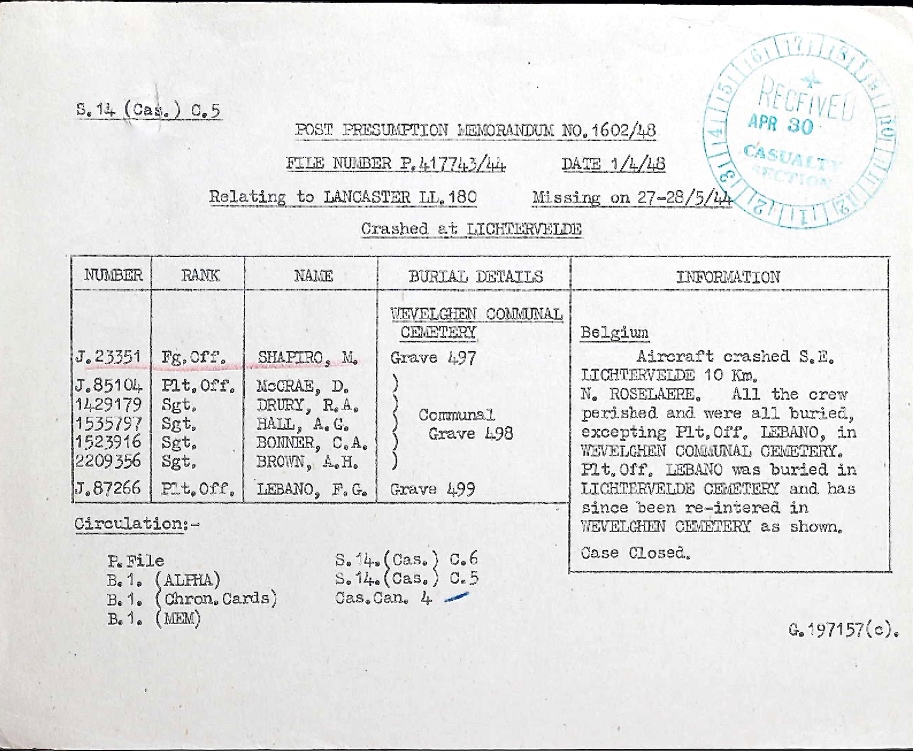 S.14 (Cas.) C.5
POST PRESUMPTION MEMORANDUM NO.1602/48
FILE NUMBER P.417743/44 DATE 1/4/48
Relating to LANCASTER LL.180 Missing on 27-28/5/44
Crashed at LICHTERVELDE
RECEIVED
APR 30
CASUALTY
SECTION
NUMBER RANK NAME BURIAL DETAILS INFORMATION
WEVELGHEN COMMUNAL
CEMETERY
J.23351 Fg.Off. SHAPIRO, M. Grave 497
J.85104 Plt.Off. McCRAE, D. )
1429179 Sgt. DRURY, R.A. )
1535797 Sgt. HALL, A.G. ) Communal
1523916 Sgt. BONNER, C.A. ) Grave 498
2209356 Sgt. BROWN, A.H. )
J.87266 Plt.Off. LEBANO, F.G. Grave 499
Belgium
Aircraft crashed S.E.
LICHTERVELDE 10 Km.
N. ROSELAERE. All the crew
perished and were all buried,
excepting Plt.Off. LEBANO, in
WEVELGHEN COMMUNAL CEMETERY.
Plt.Off. LEBANO was buried in
LICHTERVELDE CEMETERY and has
since been re-intered in
WEVELGHEN CEMETERY as shown.
Case Closed.
Circulation:-
P.File S.14.(Cas.) C.6
B.1. (ALPHA) S.14.(Cas.) C.5
B.1. (Chron.Cards) Cas.Can. 4
B.1. (MEM)
G.197157(c).